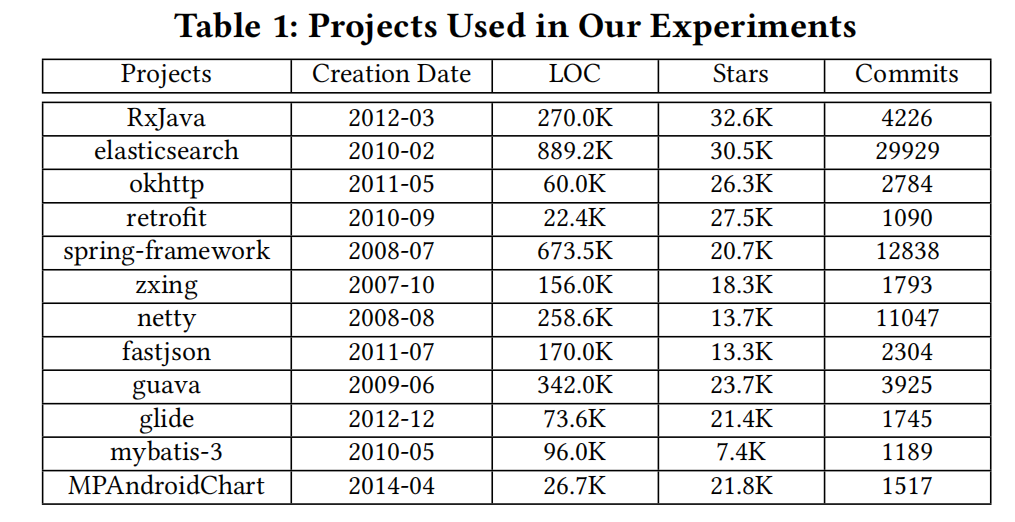 Table 1: Projects Used in Our Experiments
Projects Creation Date LOC Stars Commits
RxJava 2012-03 270.0K 32.6K 4226
elasticsearch 2010-02 889.2K 30.5K 29929
okhttp 2011-05 60.0K 26.3K 2784
retrofit 2010-09 22.4K 27.5K 1090
spring-framework 2008-07 673.5K 20.7K 12838
zxing 2007-10 156.0K 18.3K 1793
netty 2008-08 258.6K 13.7K 11047
fastjson 2011-07 170.0K 13.3K 2304
guava 2009-06 342.0K 23.7K 3925
glide 2012-12 73.6K 21.4K 1745
mybatis-3 2010-05 96.0K 7.4K 1189
MPAndroidChart 2014-04 26.7K 21.8K 1517